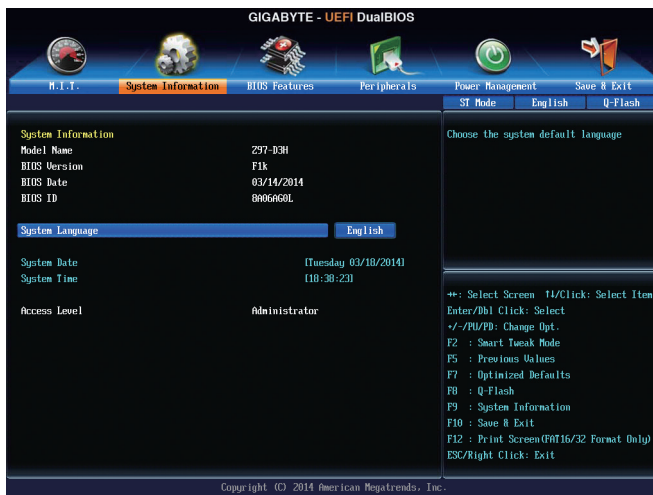 GIGABYTE - UEFI DualBIOS
M.I.T. System Information BIOS Features Peripherals Power Management Save & Exit
ST Mode English Q-Flash
System Information
Model Name Z97-D3H
BIOS Version F1k
BIOS Date 03/14/2014
BIOS ID 8A06AG0L
System Language English
System Date [Tuesday 03/18/2014]
System Time [18:38:23]
Access Level Administrator
Choose the system default language
→←: Select Screen ↑↓/Click: Select Item
Enter/Dbl Click: Select
+/-/PU/PD: Change Opt.
F2 : Smart Tweak Mode
F5 : Previous Values
F7 : Optimized Defaults
F8 : Q-Flash
F9 : System Information
F10 : Save & Exit
F12 : Print Screen(FAT16/32 Format Only)
ESC/Right Click: Exit
Copyright (C) 2014 American Megatrends, Inc.